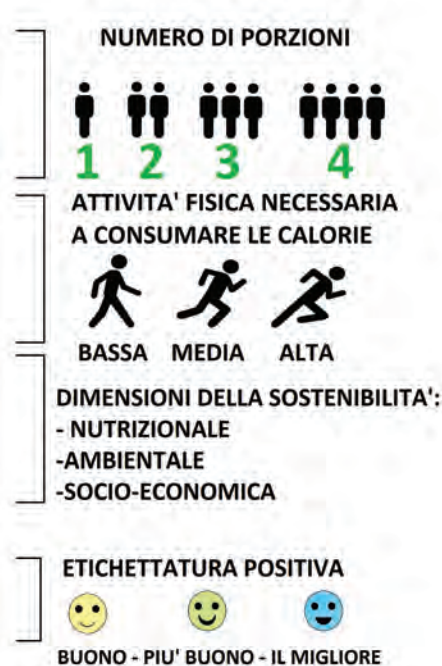 NUMERO DI PORZIONI
1 2 3 4
ATTIVITA' FISICA NECESSARIA
A CONSUMARE LE CALORIE
BASSA MEDIA ALTA
DIMENSIONI DELLA SOSTENIBILITA':
- NUTRIZIONALE
-AMBIENTALE
-SOCIO-ECONOMICA
ETICHETTATURA POSITIVA
BUONO - PIU' BUONO - IL MIGLIORE